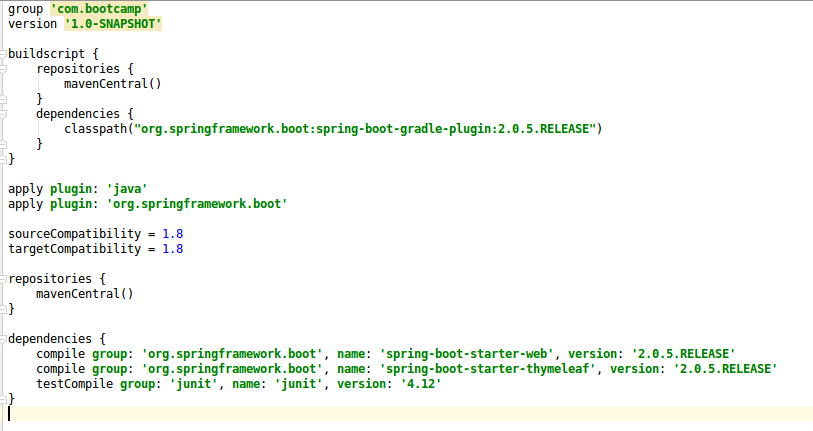 group 'com.bootcamp'
version '1.0-SNAPSHOT'
buildscript {
    repositories {
        mavenCentral()
    }
    dependencies {
        classpath("org.springframework.boot:spring-boot-gradle-plugin:2.0.5.RELEASE")
    }
}
apply plugin: 'java'
apply plugin: 'org.springframework.boot'
sourceCompatibility = 1.8
targetCompatibility = 1.8
repositories {
    mavenCentral()
}
dependencies {
    compile group: 'org.springframework.boot', name: 'spring-boot-starter-web', version: '2.0.5.RELEASE'
    compile group: 'org.springframework.boot', name: 'spring-boot-starter-thymeleaf', version: '2.0.5.RELEASE'
    testCompile group: 'junit', name: 'junit', version: '4.12'
}